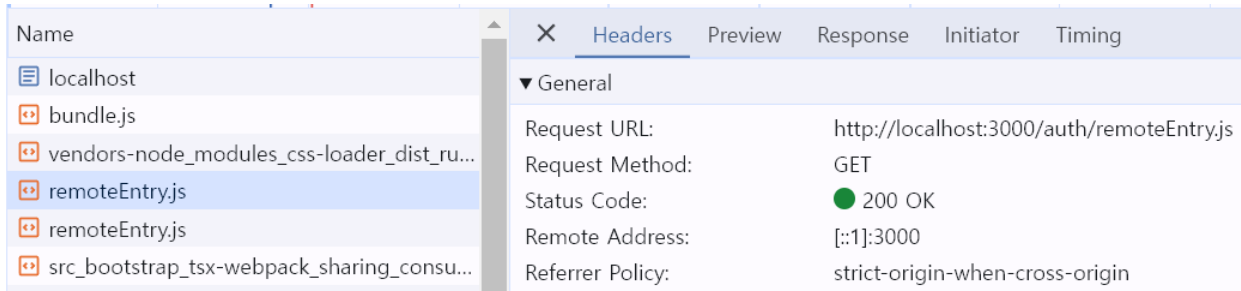 Name
localhost
bundle.js
vendors-node_modules_css-loader_dist_ru...
remoteEntry.js
remoteEntry.js
src_bootstrap_tsx-webpack_sharing_consu...
Headers Preview Response Initiator Timing
General
Request URL: http://localhost:3000/auth/remoteEntry.js
Request Method: GET
Status Code: 200 OK
Remote Address: [::1]:3000
Referrer Policy: strict-origin-when-cross-origin